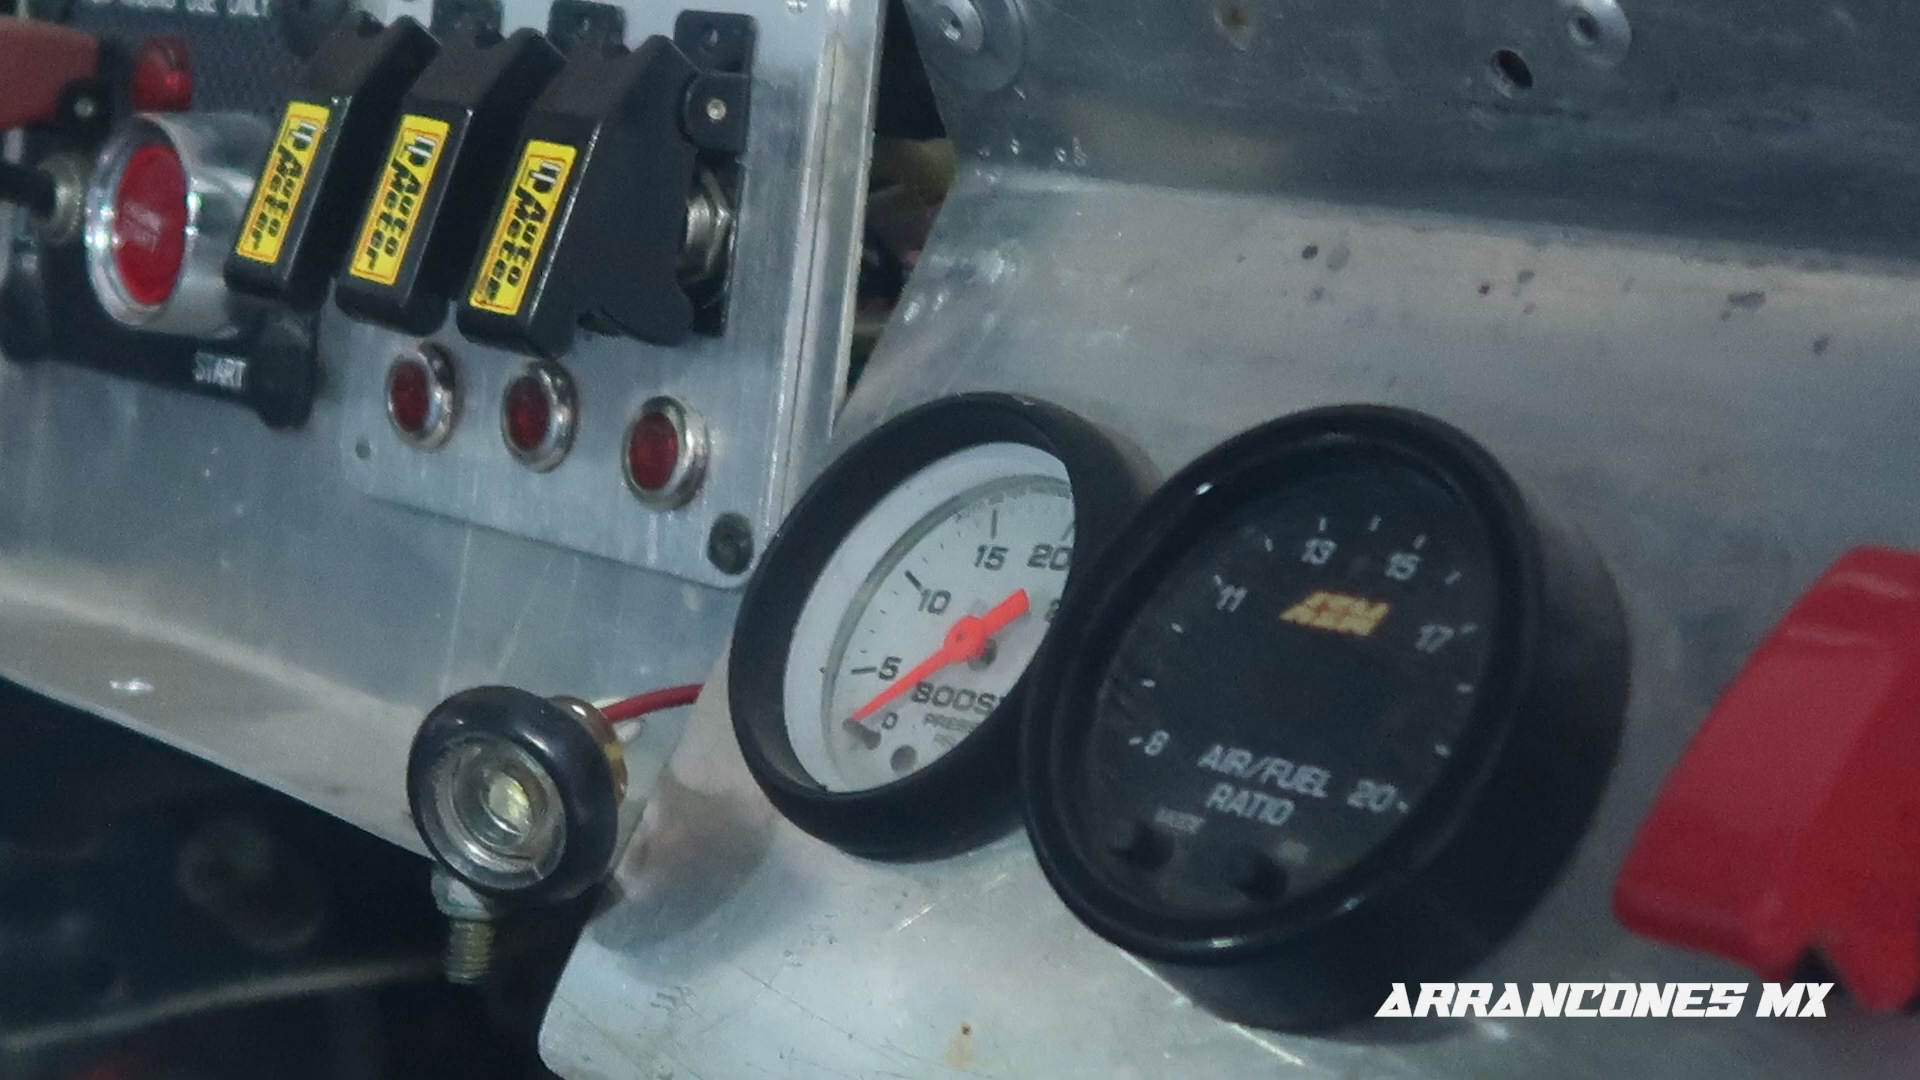 Auto
Meter
Auto
Meter
Auto
Meter
START
15 20
10
5
0
BOOST
13 15
11
AEM
17
8
AIR/FUEL
RATIO
20
MODE
ARRANCONES MX